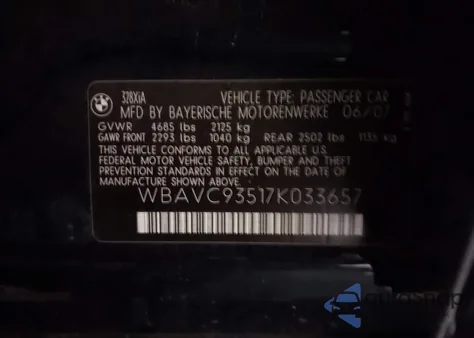 328XiA VEHICLE TYPE: PASSENGER CAR
MFD BY BAYERISCHE MOTORENWERKE 06/07
GVWR 4685 lbs 2125 kg
GAWR FRONT 2293 lbs 1040 kg REAR 2502 lbs 1135 kg
THIS VEHICLE CONFORMS TO ALL APPLICABLE U.S.
FEDERAL MOTOR VEHICLE SAFETY, BUMPER AND THEFT
PREVENTION STANDARDS IN EFFECT ON THE DATE
OF MANUFACTURE SHOWN ABOVE.
WBAVC93517K033657